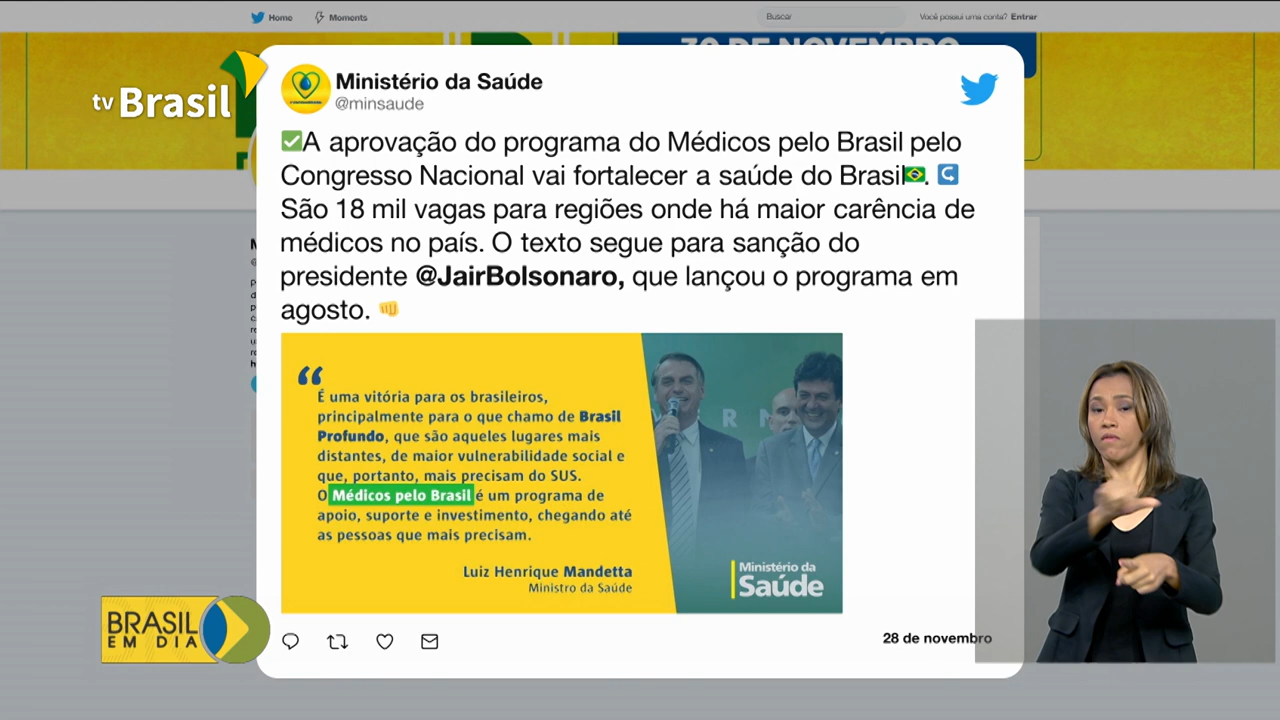 Home
Moments
Buscar
Você possui uma conta? Entrar
30 DE NOVEMBRO
tv Brasil
Ministério da Saúde
@minsaude
✅A aprovação do programa do Médicos pelo Brasil pelo
Congresso Nacional vai fortalecer a saúde do Brasil🇧🇷. ↪️
São 18 mil vagas para regiões onde há maior carência de
médicos no país. O texto segue para sanção do
presidente @JairBolsonaro, que lançou o programa em
agosto. 👊
“
É uma vitória para os brasileiros,
principalmente para o que chamo de Brasil
Profundo, que são aqueles lugares mais
distantes, de maior vulnerabilidade social e
que, portanto, mais precisam do SUS.
O Médicos pelo Brasil é um programa de
apoio, suporte e investimento, chegando até
as pessoas que mais precisam.
Luiz Henrique Mandetta
Ministro da Saúde
Ministério da
Saúde
28 de novembro
BRASIL
EM DIA